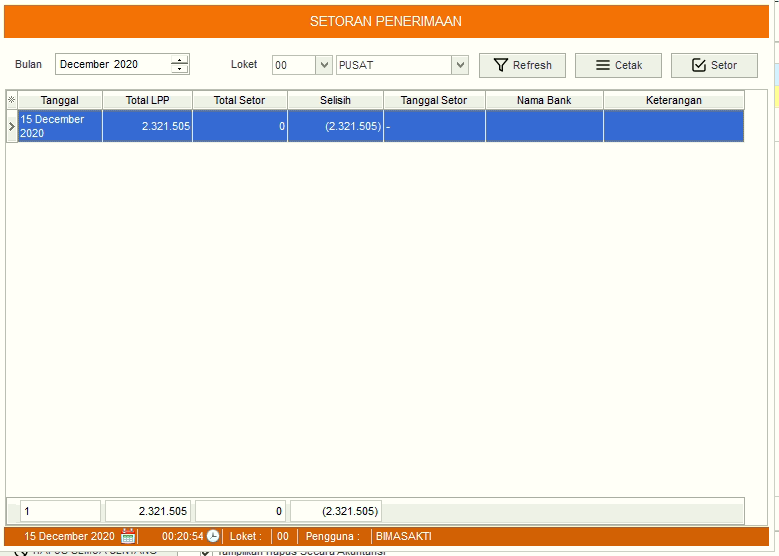 SETORAN PENERIMAAN
Bulan December 2020 Loket 00 PUSAT Refresh Cetak Setor
Tanggal Total LPP Total Setor Selisih Tanggal Setor Nama Bank Keterangan
15 December
2020
2.321.505 0 (2.321.505) -
1 2.321.505 0 (2.321.505)
15 December 2020 00:20:54 Loket : 00 Pengguna : BIMASAKTI
Tampilkan Hapus Secara Akuntansi